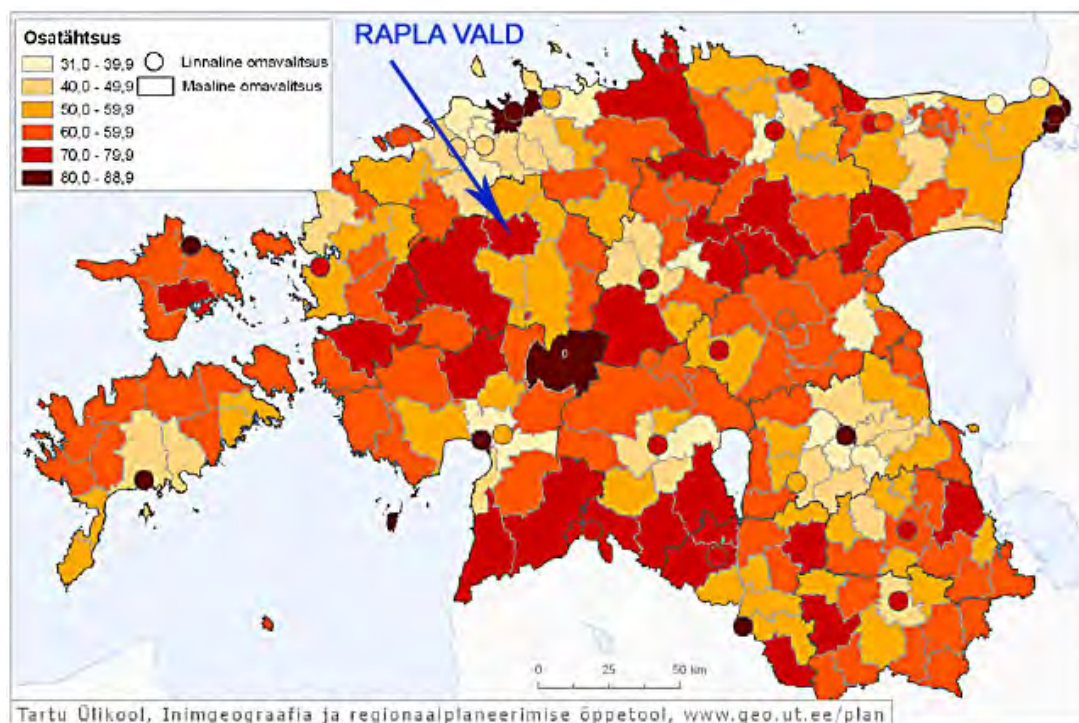 RAPLA VALD
Osatähtsus
31,0 - 39,9
40,0 - 49,9
50,0 - 59,9
60,0 - 59,9
70,0 - 79,9
80,0 - 88,9
Linnaline omavalitsus
Maaline omavalitsus
0 25 50 km
Tartu Ülikool, Inimgeograafia ja regionaalplaneerimise õppetool, www.geo.ut.ee/plan